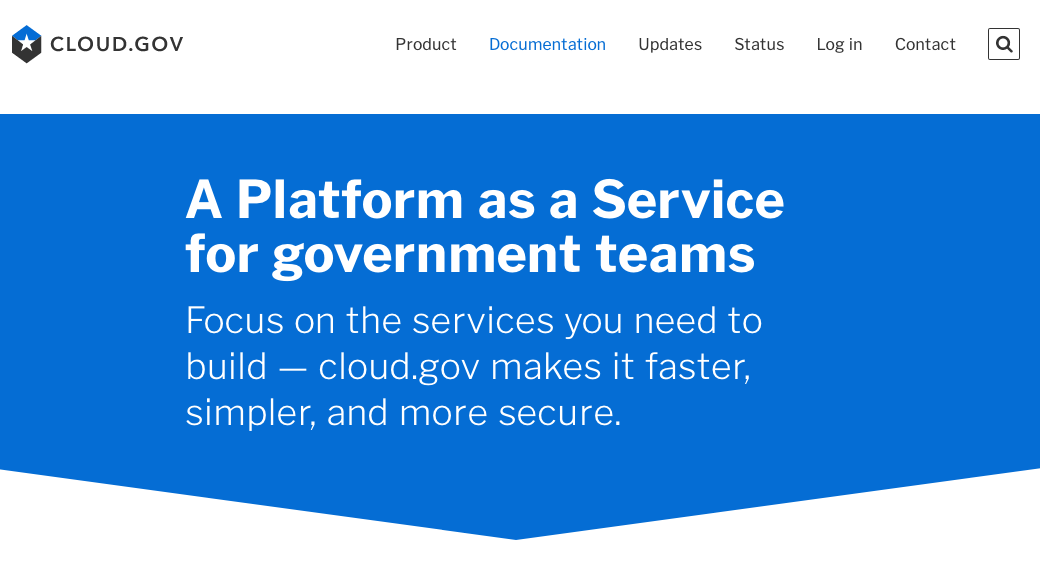 CLOUD.GOV
Product Documentation Updates Status Log in Contact
A Platform as a Service
for government teams
Focus on the services you need to
build — cloud.gov makes it faster,
simpler, and more secure.